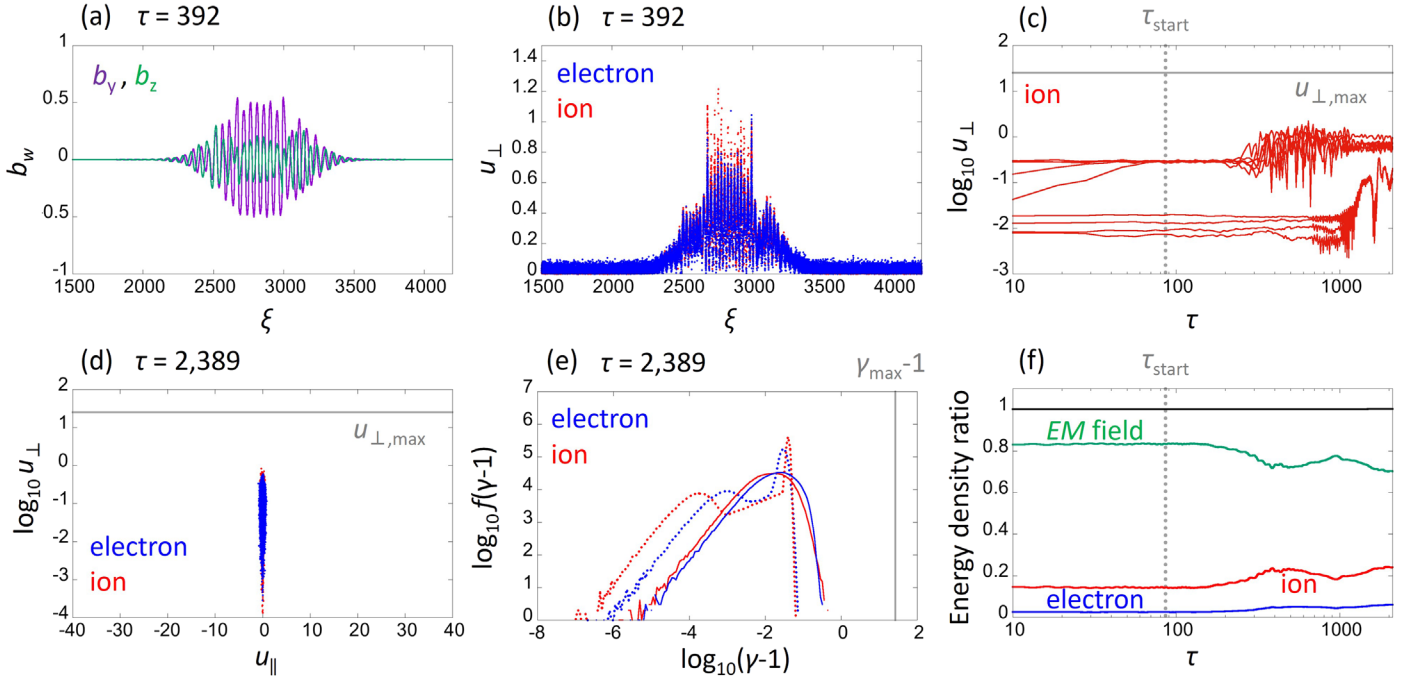 (a) τ = 392
1
0.5
0
0.5
-1
b_w
b_y, b_z
1500 2000 2500 3000 3500 4000
ξ
(b) τ = 392
1.4
1.2
1.0
0.8
0.6
0.4
0.2
0
u_⊥
electron
ion
1500 2000 2500 3000 3500 4000
ξ
(c)
τ_start
2
1
0
-1
-2
-3
log₁₀ u_⊥
ion
u_⊥,max
10 100 1000
τ
(d) τ = 2,389
2
1
0
-1
-2
-3
-4
log₁₀ u_⊥
u_⊥,max
electron
ion
-40 -30 -20 -10 0 10 20 30 40
u_∥
(e) τ = 2,389
γ_max-1
7
6
5
4
3
2
1
0
log₁₀f(γ-1)
electron
ion
-8 -6 -4 -2 0 2
log₁₀(γ-1)
(f)
τ_start
1
0.8
0.6
0.4
0.2
0
Energy density ratio
EM field
ion
electron
10 100 1000
τ